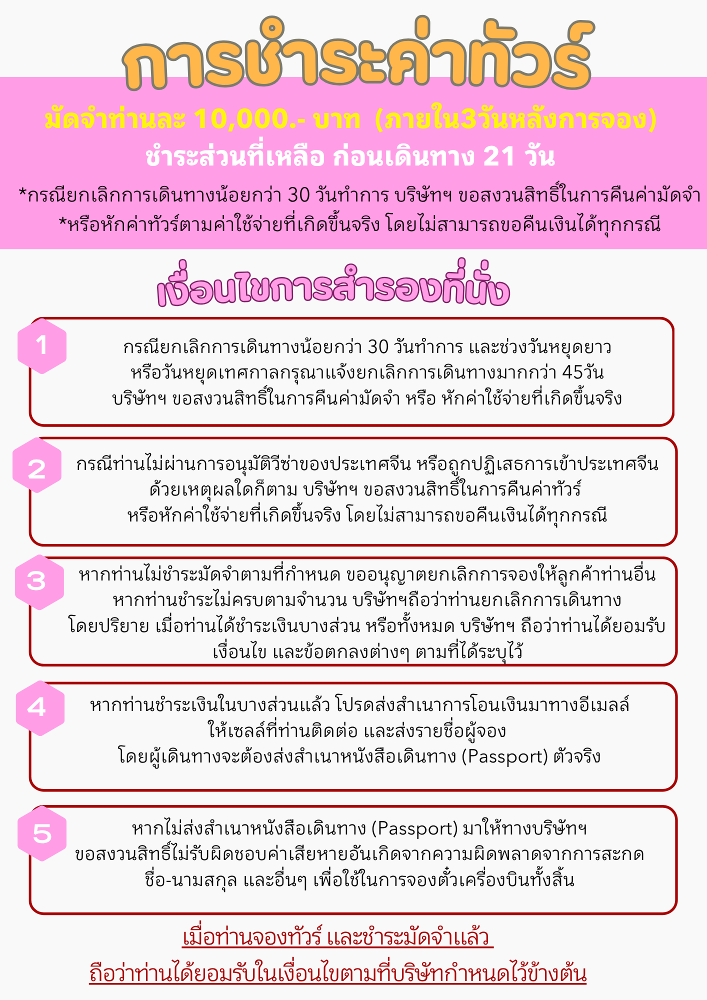 การชำระค่าทัวร์
มัดจำท่านละ 10,000.- บาท (ภายใน3วันหลังการจอง)
ชำระส่วนที่เหลือ ก่อนเดินทาง 21 วัน
*กรณียกเลิกการเดินทางน้อยกว่า 30 วันทำการ บริษัทฯ ขอสงวนสิทธิ์ในการคืนค่ามัดจำ
*หรือหักค่าทัวร์ตามค่าใช้จ่ายที่เกิดขึ้นจริง โดยไม่สามารถขอคืนเงินได้ทุกกรณี
เงื่อนไขการสำรองที่นั่ง
1
กรณียกเลิกการเดินทางน้อยกว่า 30 วันทำการ และช่วงวันหยุดยาว
หรือวันหยุดเทศกาลกรุณาแจ้งยกเลิกการเดินทางมากกว่า 45วัน
บริษัทฯ ขอสงวนสิทธิ์ในการคืนค่ามัดจำ หรือ หักค่าใช้จ่ายที่เกิดขึ้นจริง
2
กรณีท่านไม่ผ่านการอนุมัติวีซ่าของประเทศจีน หรือถูกปฏิเสธการเข้าประเทศจีน
ด้วยเหตุผลใดก็ตาม บริษัทฯ ขอสงวนสิทธิ์ในการคืนค่าทัวร์
หรือหักค่าใช้จ่ายที่เกิดขึ้นจริง โดยไม่สามารถขอคืนเงินได้ทุกกรณี
3
หากท่านไม่ชำระมัดจำตามที่กำหนด ขออนุญาตยกเลิกการจองให้ลูกค้าท่านอื่น
หากท่านชำระไม่ครบตามจำนวน บริษัทฯถือว่าท่านยกเลิกการเดินทาง
โดยปริยาย เมื่อท่านได้ชำระเงินบางส่วน หรือทั้งหมด บริษัทฯ ถือว่าท่านได้ยอมรับ
เงื่อนไข และข้อตกลงต่างๆ ตามที่ได้ระบุไว้
4
หากท่านชำระเงินในบางส่วนแล้ว โปรดส่งสำเนาการโอนเงินมาทางอีเมลล์
ให้เซลล์ที่ท่านติดต่อ และส่งรายชื่อผู้จอง
โดยผู้เดินทางจะต้องส่งสำเนาหนังสือเดินทาง (Passport) ตัวจริง
5
หากไม่ส่งสำเนาหนังสือเดินทาง (Passport) มาให้ทางบริษัทฯ
ขอสงวนสิทธิ์ไม่รับผิดชอบค่าเสียหายอันเกิดจากความผิดพลาดจากการสะกด
ชื่อ-นามสกุล และอื่นๆ เพื่อใช้ในการจองตั๋วเครื่องบินทั้งสิ้น
เมื่อท่านจองทัวร์ และชำระมัดจำแล้ว
ถือว่าท่านได้ยอมรับในเงื่อนไขตามที่บริษัทกำหนดไว้ข้างต้น